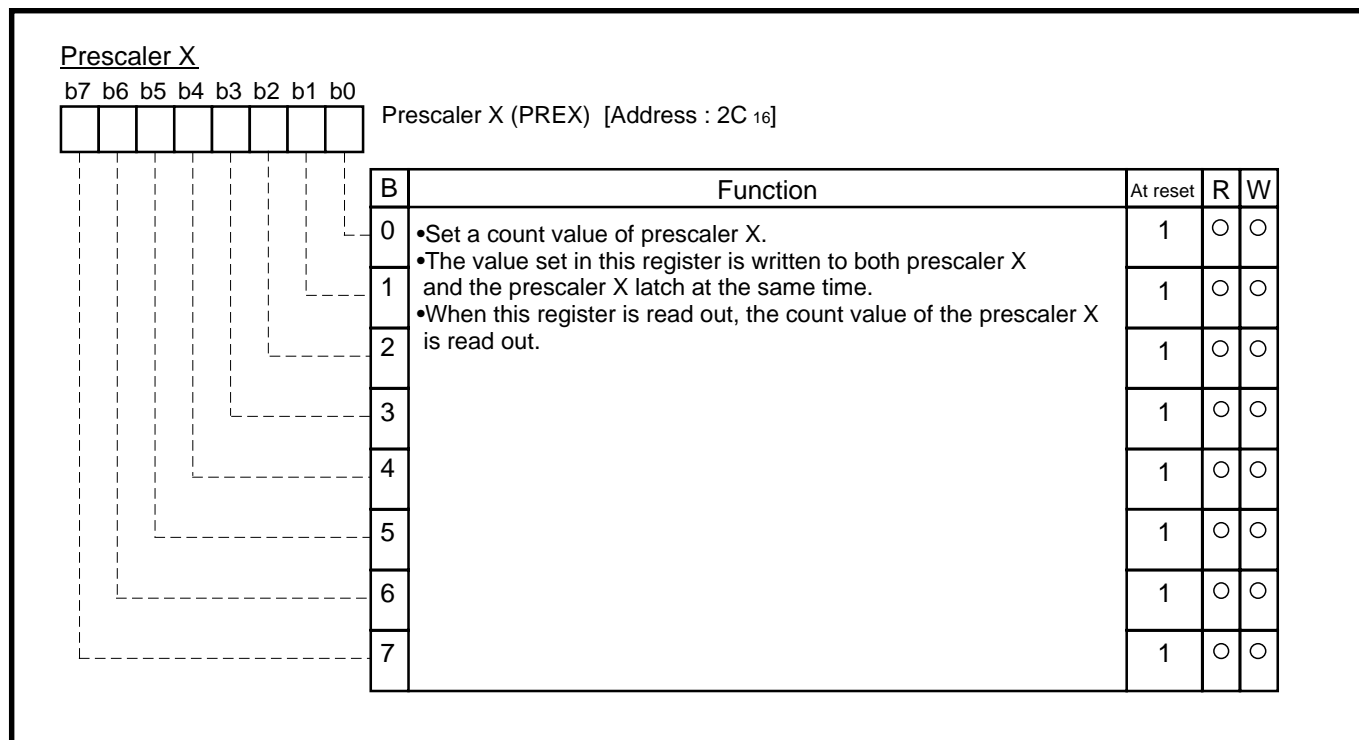 Prescaler X
b7 b6 b5 b4 b3 b2 b1 b0
Prescaler X (PREX) [Address : 2C 16]
B Function At reset R W
0 •Set a count value of prescaler X. 1 ○ ○
•The value set in this register is written to both prescaler X
1 and the prescaler X latch at the same time. 1 ○ ○
•When this register is read out, the count value of the prescaler X
2 is read out. 1 ○ ○
3 1 ○ ○
4 1 ○ ○
5 1 ○ ○
6 1 ○ ○
7 1 ○ ○